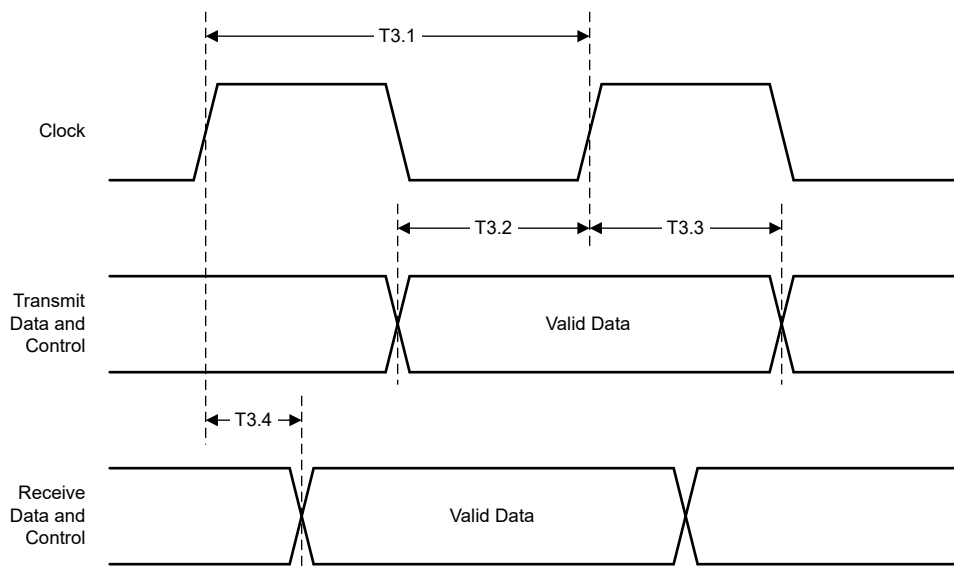 T3.1
Clock
T3.2
T3.3
Transmit
Data and
Control
Valid Data
T3.4
Receive
Data and
Control
Valid Data